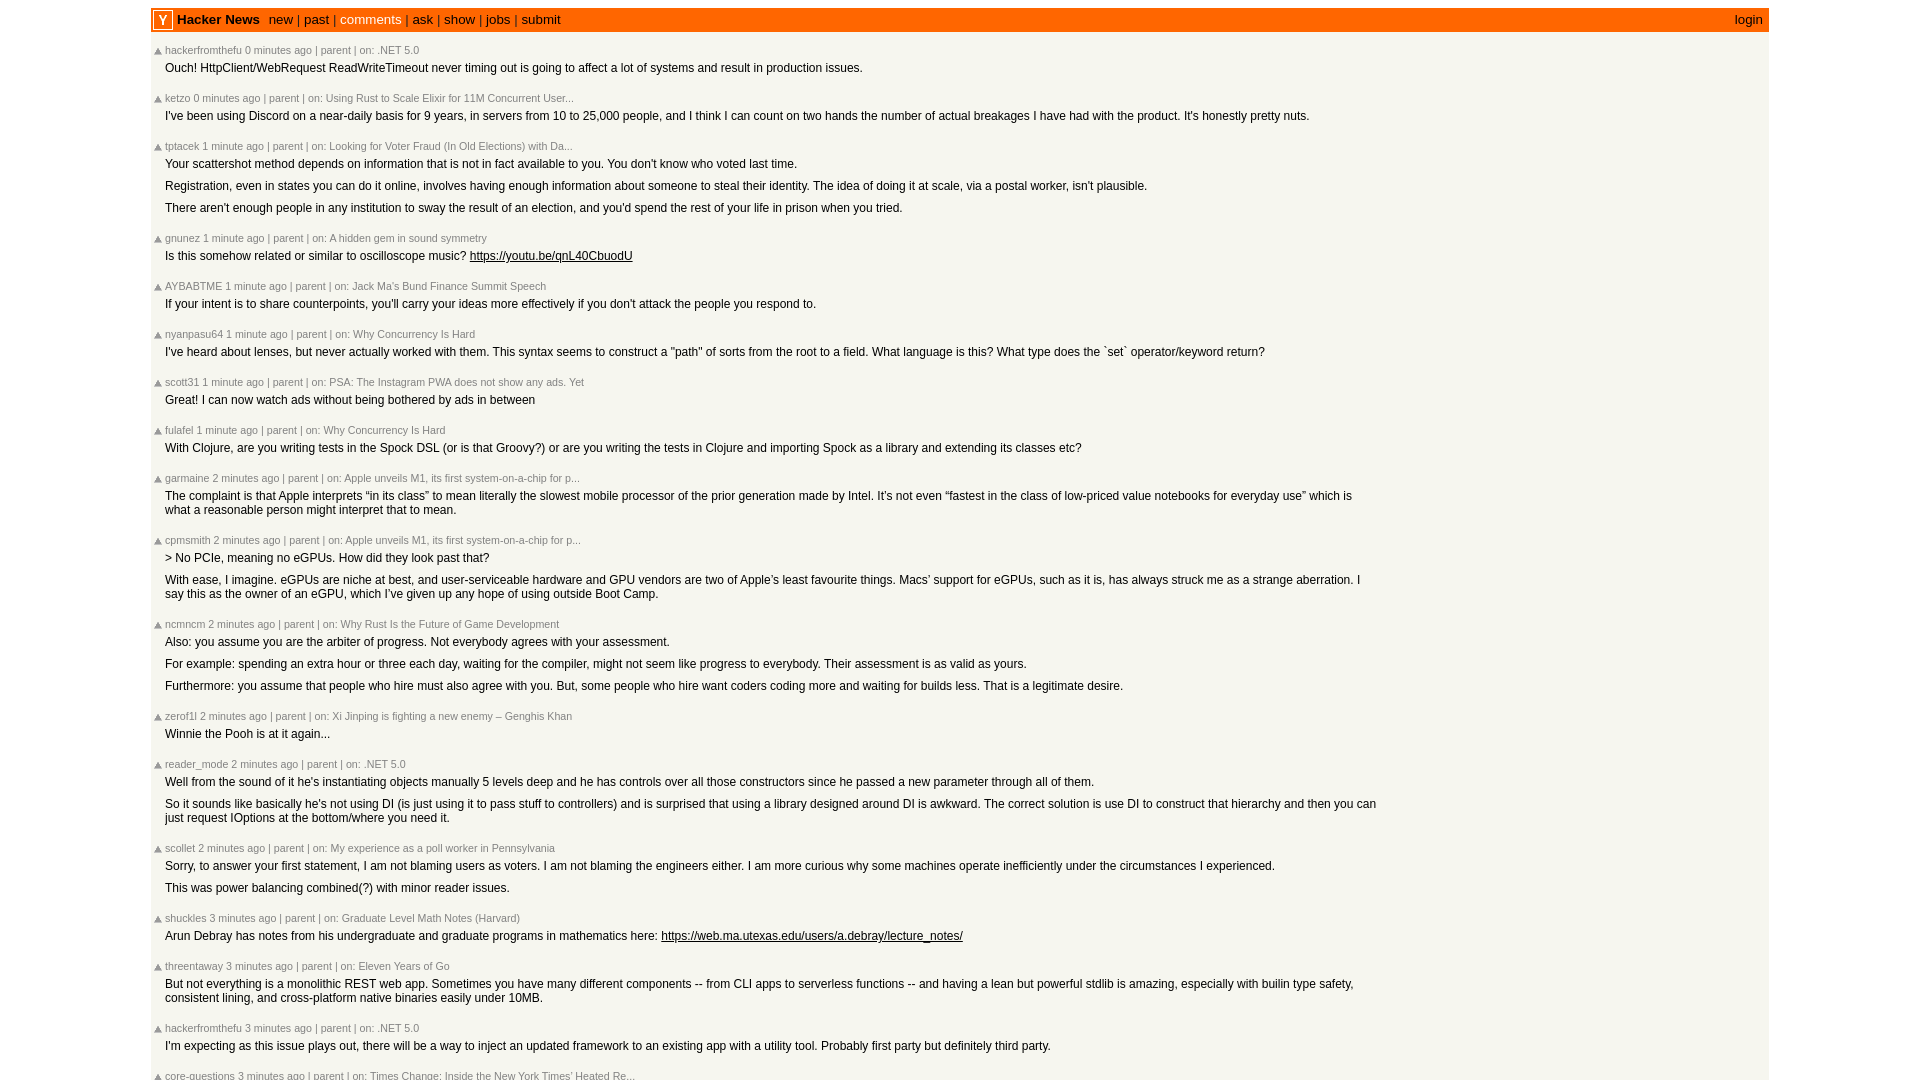 Y Hacker News new | past | comments | ask | show | jobs | submit login
hackerfromthefu 0 minutes ago | parent | on: .NET 5.0
Ouch! HttpClient/WebRequest ReadWriteTimeout never timing out is going to affect a lot of systems and result in production issues.
ketzo 0 minutes ago | parent | on: Using Rust to Scale Elixir for 11M Concurrent User...
I've been using Discord on a near-daily basis for 9 years, in servers from 10 to 25,000 people, and I think I can count on two hands the number of actual breakages I have had with the product. It's honestly pretty nuts.
tptacek 1 minute ago | parent | on: Looking for Voter Fraud (In Old Elections) with Da...
Your scattershot method depends on information that is not in fact available to you. You don't know who voted last time.
Registration, even in states you can do it online, involves having enough information about someone to steal their identity. The idea of doing it at scale, via a postal worker, isn't plausible.
There aren't enough people in any institution to sway the result of an election, and you'd spend the rest of your life in prison when you tried.
gnunez 1 minute ago | parent | on: A hidden gem in sound symmetry
Is this somehow related or similar to oscilloscope music? https://youtu.be/qnL40CbuodU
AYBABTME 1 minute ago | parent | on: Jack Ma's Bund Finance Summit Speech
If your intent is to share counterpoints, you'll carry your ideas more effectively if you don't attack the people you respond to.
nyanpasu64 1 minute ago | parent | on: Why Concurrency Is Hard
I've heard about lenses, but never actually worked with them. This syntax seems to construct a "path" of sorts from the root to a field. What language is this? What type does the `set` operator/keyword return?
scott31 1 minute ago | parent | on: PSA: The Instagram PWA does not show any ads. Yet
Great! I can now watch ads without being bothered by ads in between
fulafel 1 minute ago | parent | on: Why Concurrency Is Hard
With Clojure, are you writing tests in the Spock DSL (or is that Groovy?) or are you writing the tests in Clojure and importing Spock as a library and extending its classes etc?
garmaine 2 minutes ago | parent | on: Apple unveils M1, its first system-on-a-chip for p...
The complaint is that Apple interprets “in its class” to mean literally the slowest mobile processor of the prior generation made by Intel. It’s not even “fastest in the class of low-priced value notebooks for everyday use” which is
what a reasonable person might interpret that to mean.
cpmsmith 2 minutes ago | parent | on: Apple unveils M1, its first system-on-a-chip for p...
> No PCIe, meaning no eGPUs. How did they look past that?
With ease, I imagine. eGPUs are niche at best, and user-serviceable hardware and GPU vendors are two of Apple’s least favourite things. Macs’ support for eGPUs, such as it is, has always struck me as a strange aberration. I
say this as the owner of an eGPU, which I’ve given up any hope of using outside Boot Camp.
ncmncm 2 minutes ago | parent | on: Why Rust Is the Future of Game Development
Also: you assume you are the arbiter of progress. Not everybody agrees with your assessment.
For example: spending an extra hour or three each day, waiting for the compiler, might not seem like progress to everybody. Their assessment is as valid as yours.
Furthermore: you assume that people who hire must also agree with you. But, some people who hire want coders coding more and waiting for builds less. That is a legitimate desire.
zerof1l 2 minutes ago | parent | on: Xi Jinping is fighting a new enemy – Genghis Khan
Winnie the Pooh is at it again...
reader_mode 2 minutes ago | parent | on: .NET 5.0
Well from the sound of it he's instantiating objects manually 5 levels deep and he has controls over all those constructors since he passed a new parameter through all of them.
So it sounds like basically he's not using DI (is just using it to pass stuff to controllers) and is surprised that using a library designed around DI is awkward. The correct solution is use DI to construct that hierarchy and then you can
just request IOptions at the bottom/where you need it.
scollet 2 minutes ago | parent | on: My experience as a poll worker in Pennsylvania
Sorry, to answer your first statement, I am not blaming users as voters. I am not blaming the engineers either. I am more curious why some machines operate inefficiently under the circumstances I experienced.
This was power balancing combined(?) with minor reader issues.
shuckles 3 minutes ago | parent | on: Graduate Level Math Notes (Harvard)
Arun Debray has notes from his undergraduate and graduate programs in mathematics here: https://web.ma.utexas.edu/users/a.debray/lecture_notes/
threentaway 3 minutes ago | parent | on: Eleven Years of Go
But not everything is a monolithic REST web app. Sometimes you have many different components -- from CLI apps to serverless functions -- and having a lean but powerful stdlib is amazing, especially with builin type safety,
consistent lining, and cross-platform native binaries easily under 10MB.
hackerfromthefu 3 minutes ago | parent | on: .NET 5.0
I'm expecting as this issue plays out, there will be a way to inject an updated framework to an existing app with a utility tool. Probably first party but definitely third party.
core-questions 3 minutes ago | parent | on: Times Change: Inside the New York Times' Heated Re...